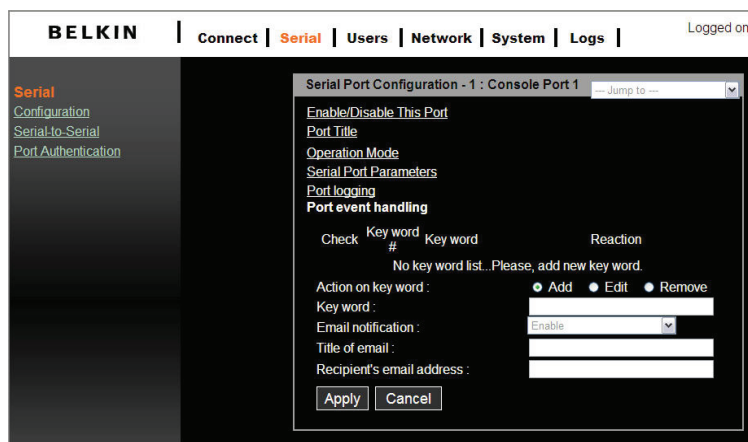 BELKIN
Connect | Serial | Users | Network | System | Logs |
Logged on
Serial
Configuration
Serial-to-Serial
Port Authentication
Serial Port Configuration - 1 : Console Port 1
--- Jump to ---
Enable/Disable This Port
Port Title
Operation Mode
Serial Port Parameters
Port logging
Port event handling
Check Key word # Key word Reaction
No key word list...Please, add new key word.
Action on key word : Add Edit Remove
Key word :
Email notification : Enable
Title of email :
Recipient's email address :
Apply Cancel